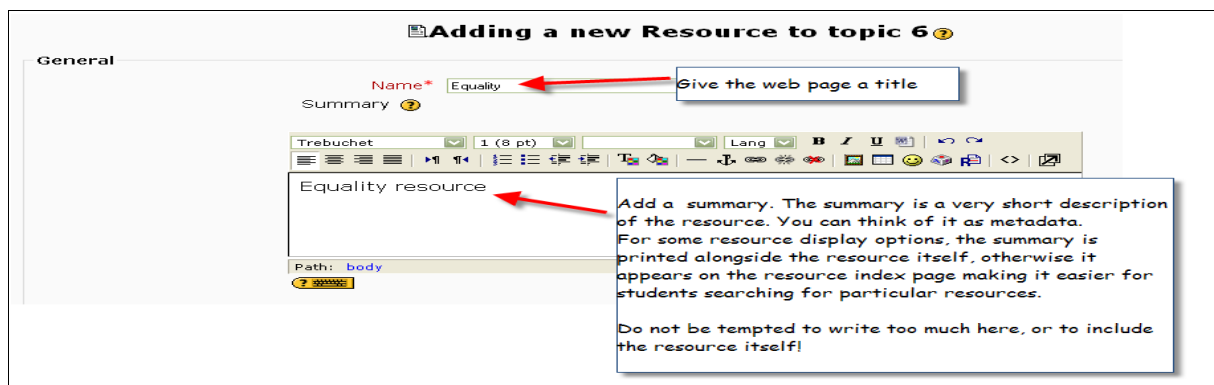 Adding a new Resource to topic 6
General
Name* Equality
Give the web page a title
Summary
Trebuchet 1 (8 pt) Lang B I U
Equality resource
Add a summary. The summary is a very short description
of the resource. You can think of it as metadata.
For some resource display options, the summary is
printed alongside the resource itself, otherwise it
appears on the resource index page making it easier for
students searching for particular resources.
Do not be tempted to write too much here, or to include
the resource itself!
Path: body